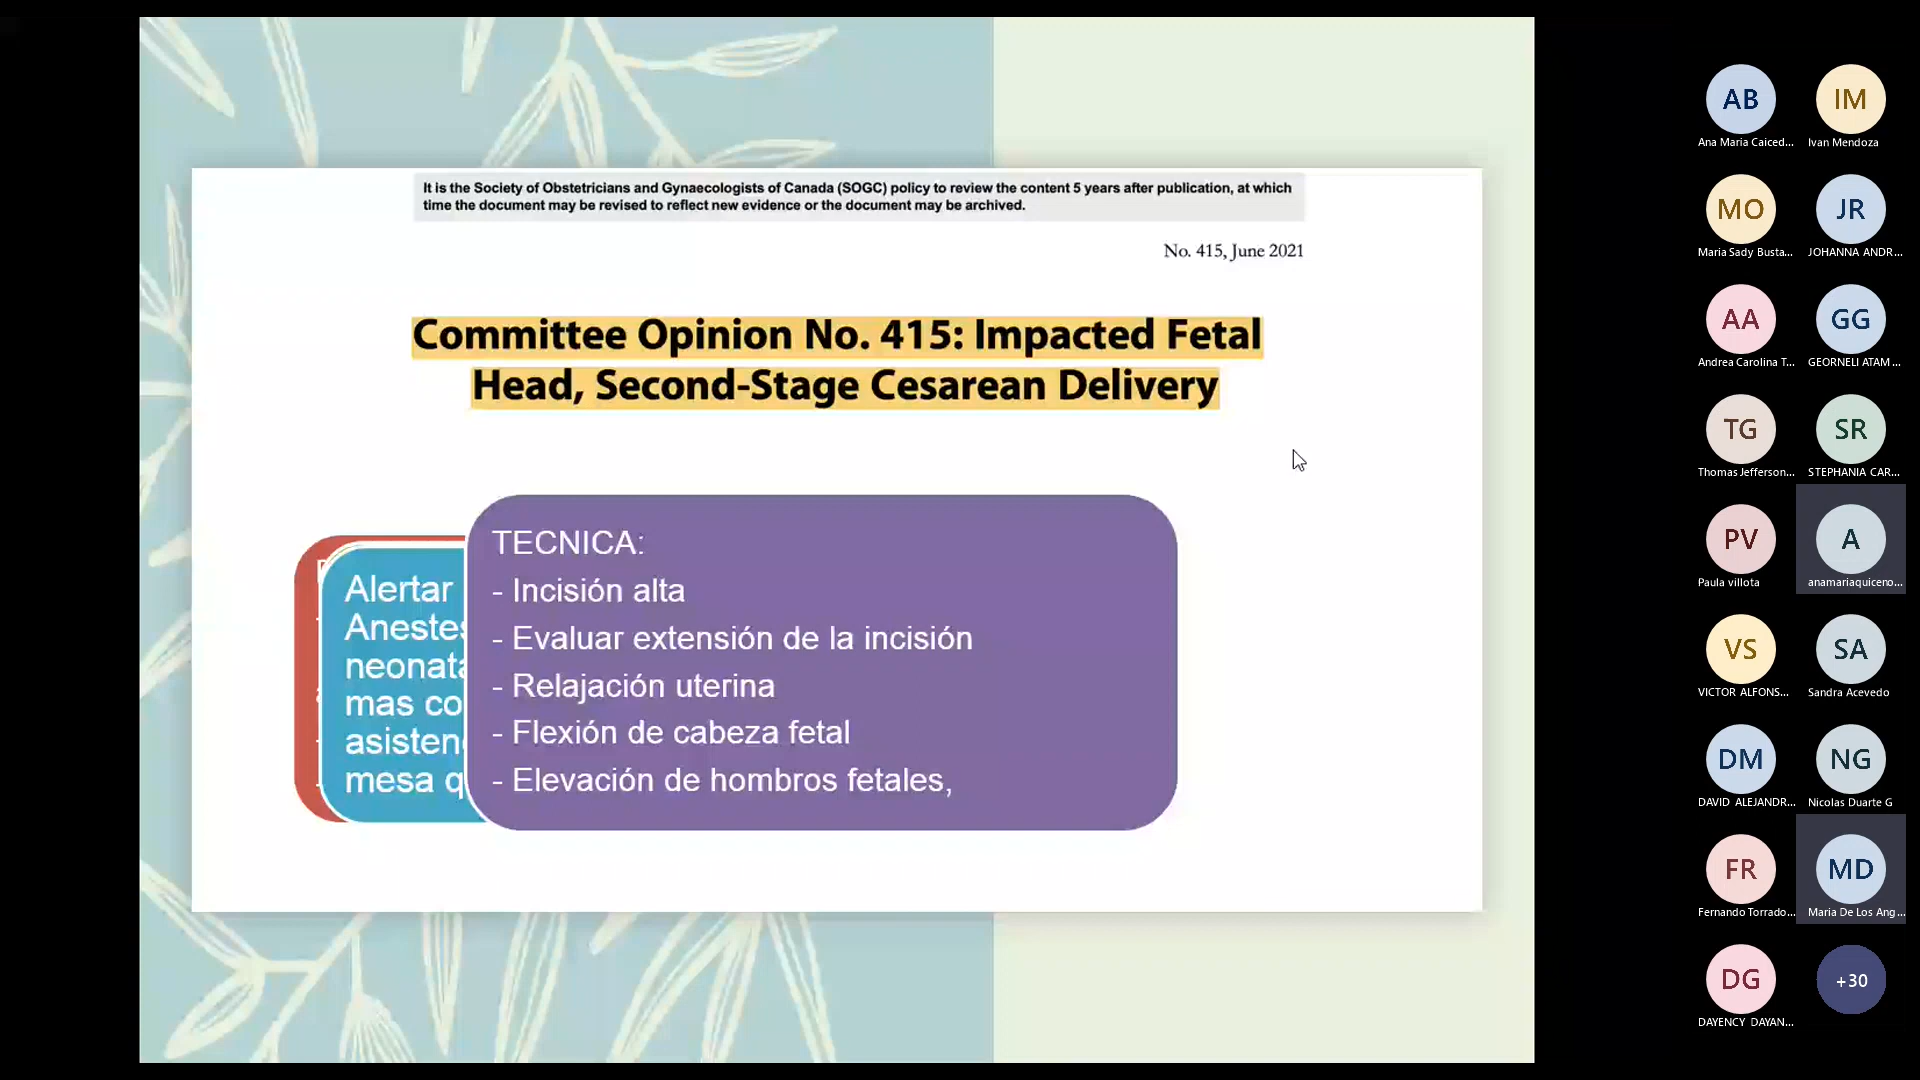 It is the Society of Obstetricians and Gynaecologists of Canada (SOGC) policy to review the content 5 years after publication, at which
time the document may be revised to reflect new evidence or the document may be archived.
No. 415, June 2021
Committee Opinion No. 415: Impacted Fetal
Head, Second-Stage Cesarean Delivery
Alertar
Anestes
neonata
mas co
asisten
mesa q
TECNICA:
- Incisión alta
- Evaluar extensión de la incisión
- Relajación uterina
- Flexión de cabeza fetal
- Elevación de hombros fetales,
AB
Ana Maria Caiced...
IM
Ivan Mendoza
MO
Maria Sady Busta...
JR
JOHANNA ANDR...
AA
Andrea Carolina T...
GG
GEORNELI ATAM ...
TG
Thomas Jefferson...
SR
STEPHANIA CAR...
PV
Paula villota
A
anamariaquiceno...
VS
VICTOR ALFONS...
SA
Sandra Acevedo
DM
DAVID ALEJANDR...
NG
Nicolas Duarte G
FR
Fernando Torrado...
MD
Maria De Los Ang...
DG
DAYENCY DAYAN...
+30